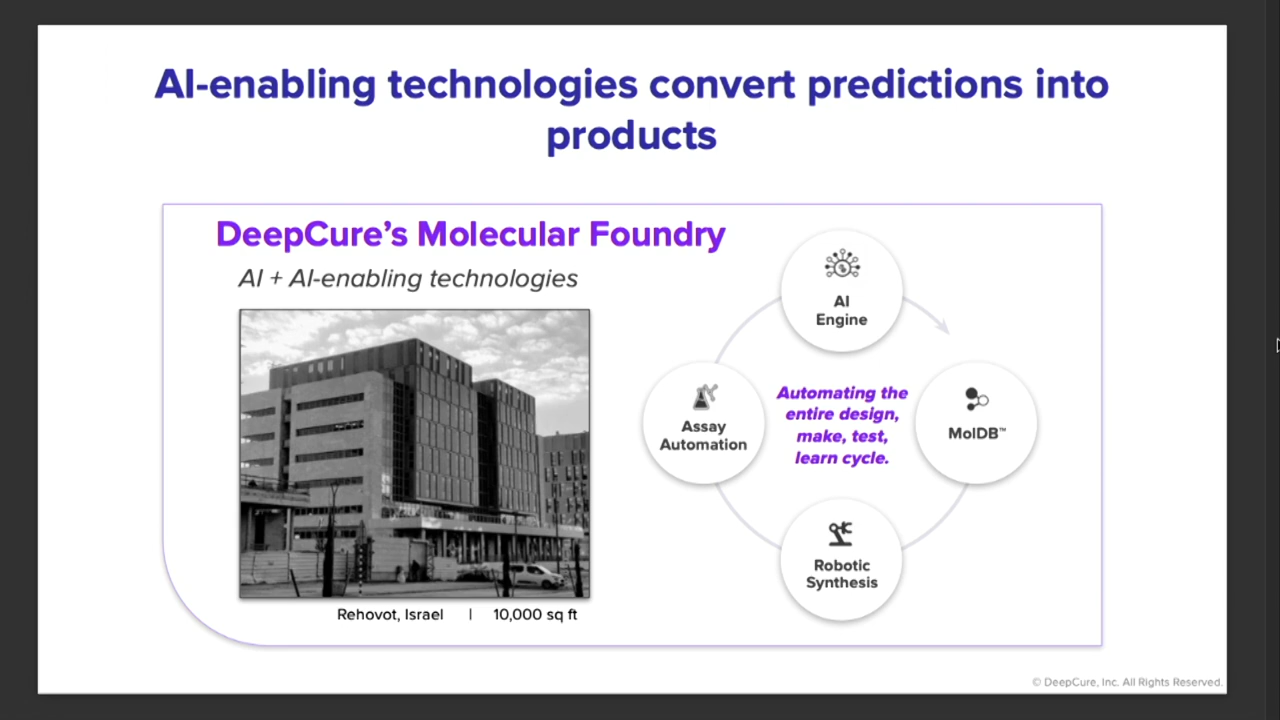 AI-enabling technologies convert predictions into
products
DeepCure’s Molecular Foundry
AI + AI-enabling technologies
Rehovot, Israel | 10,000 sq ft
AI
Engine
MolDB™
Robotic
Synthesis
Assay
Automation
Automating the
entire design,
make, test,
learn cycle.
© DeepCure, Inc. All Rights Reserved.